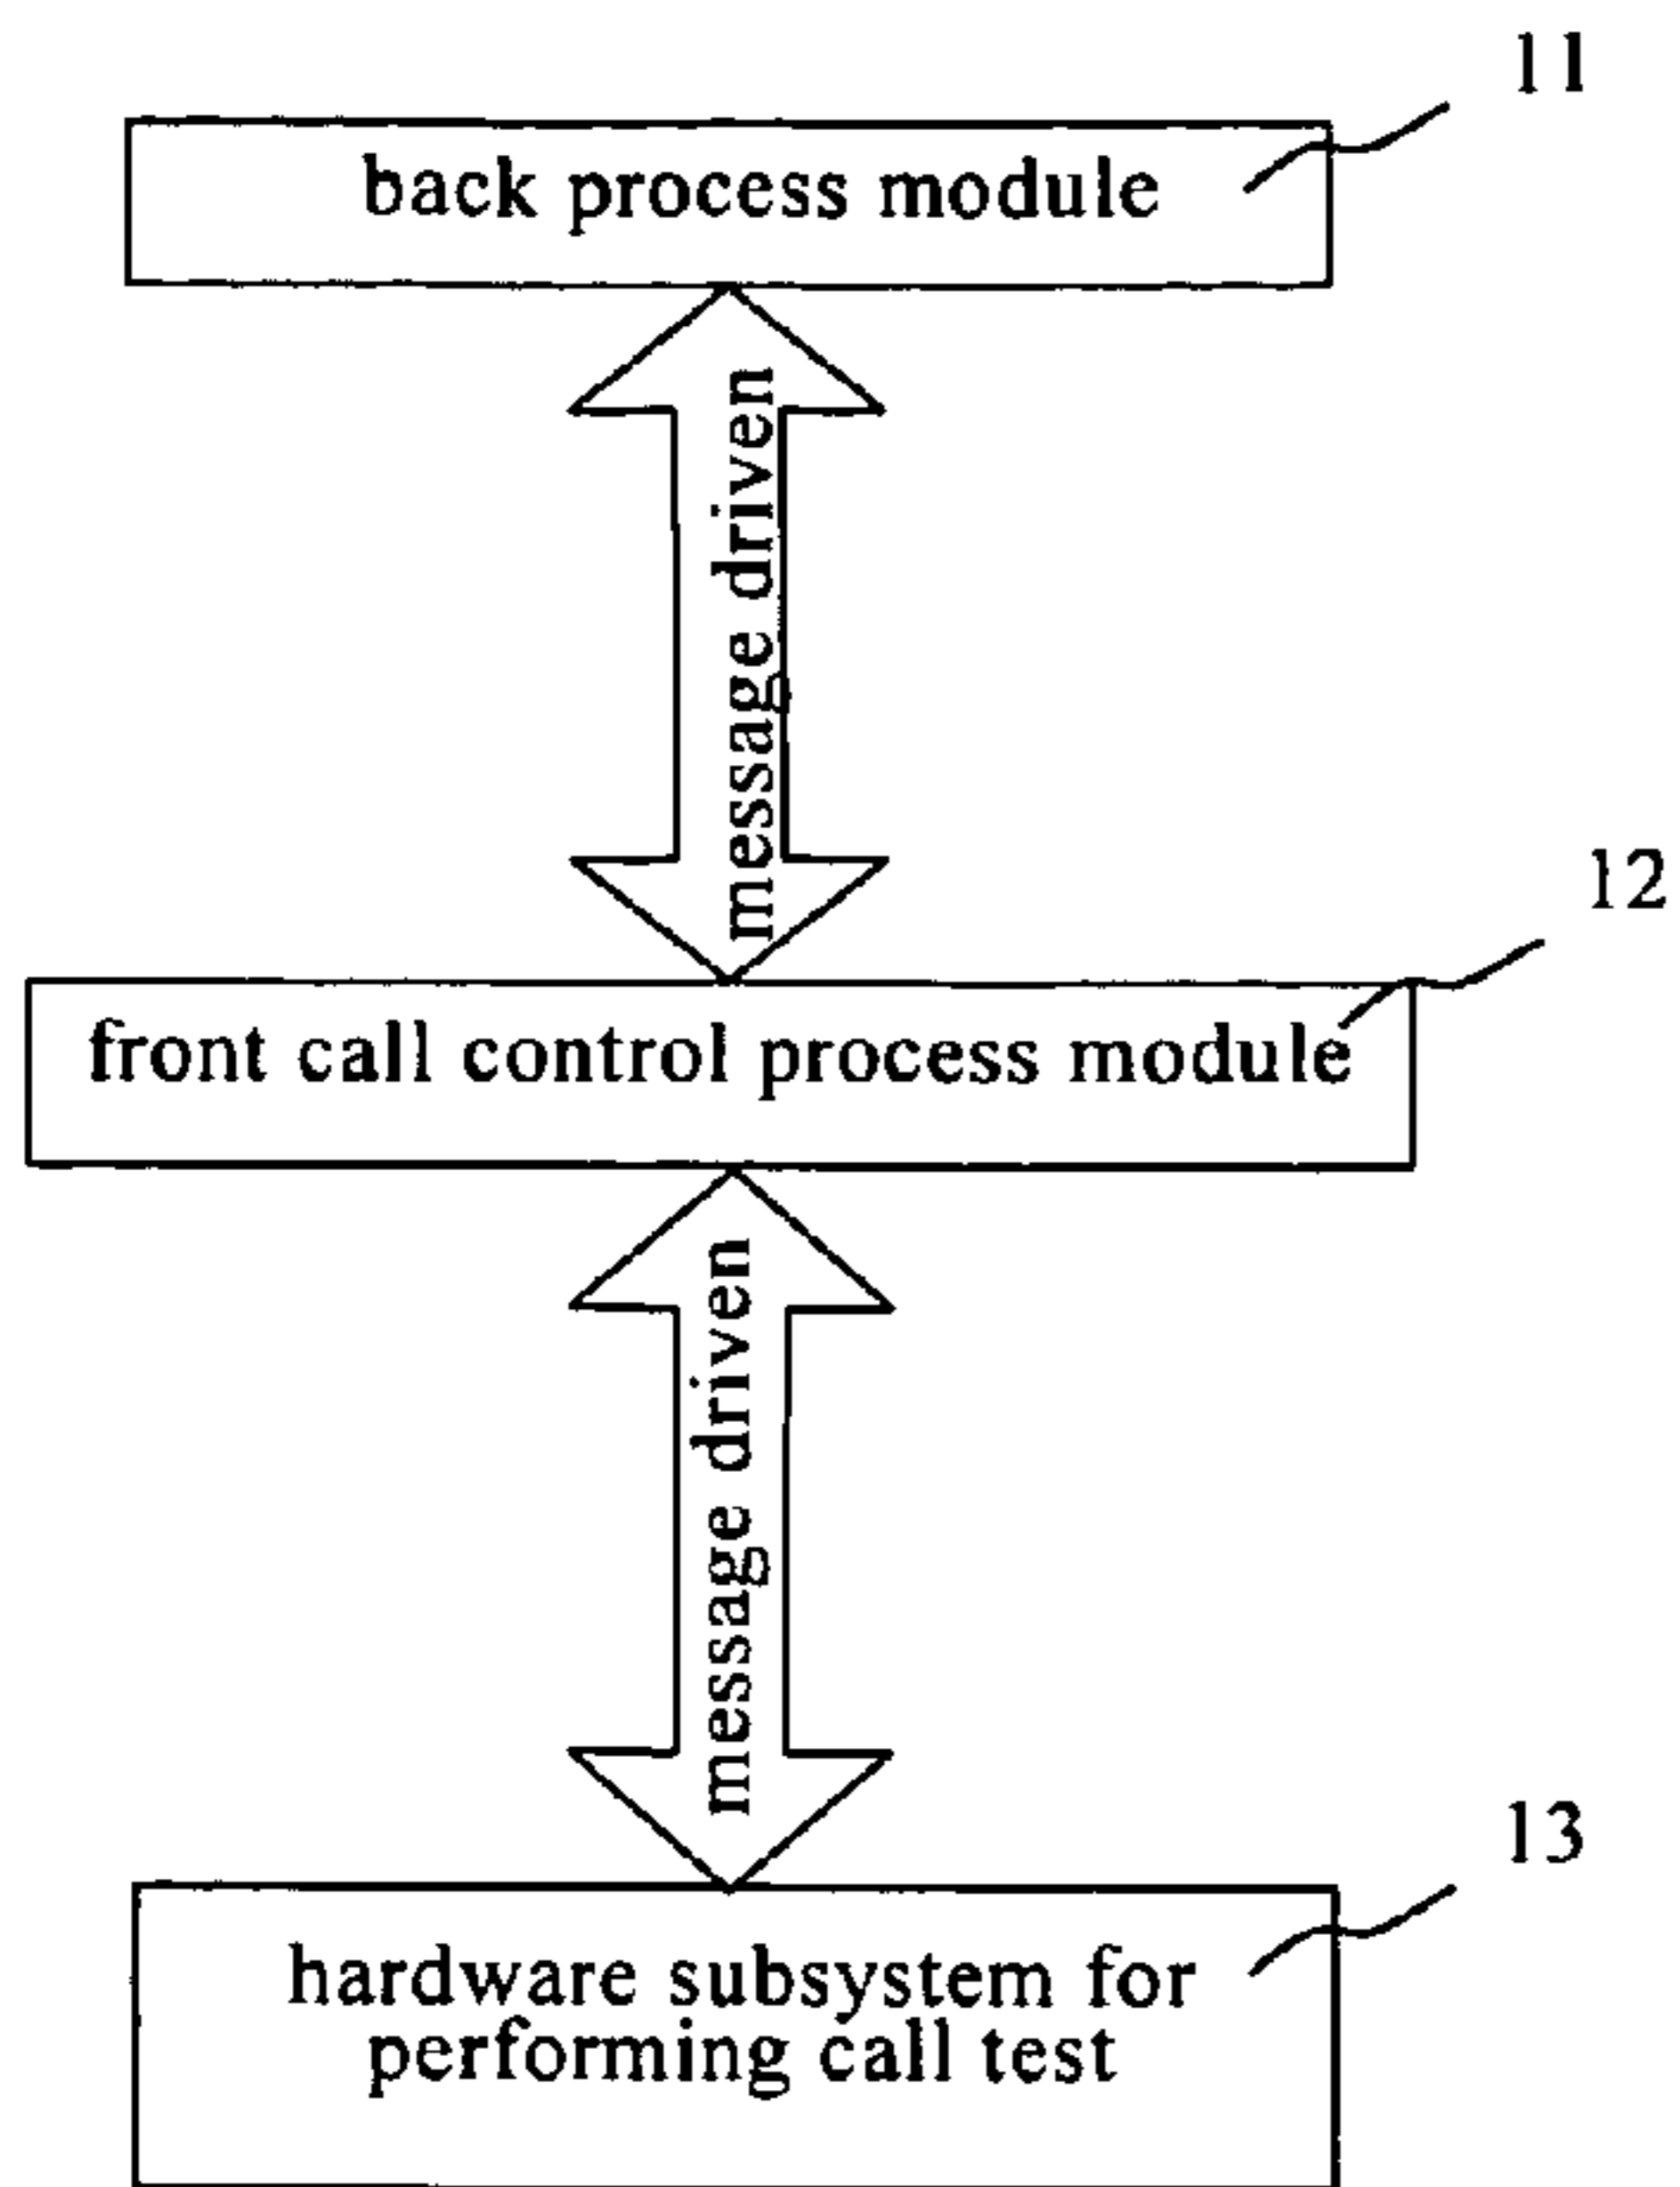 11
back process module
message driven
12
front call control process module
message driven
13
hardware subsystem for
performing call test